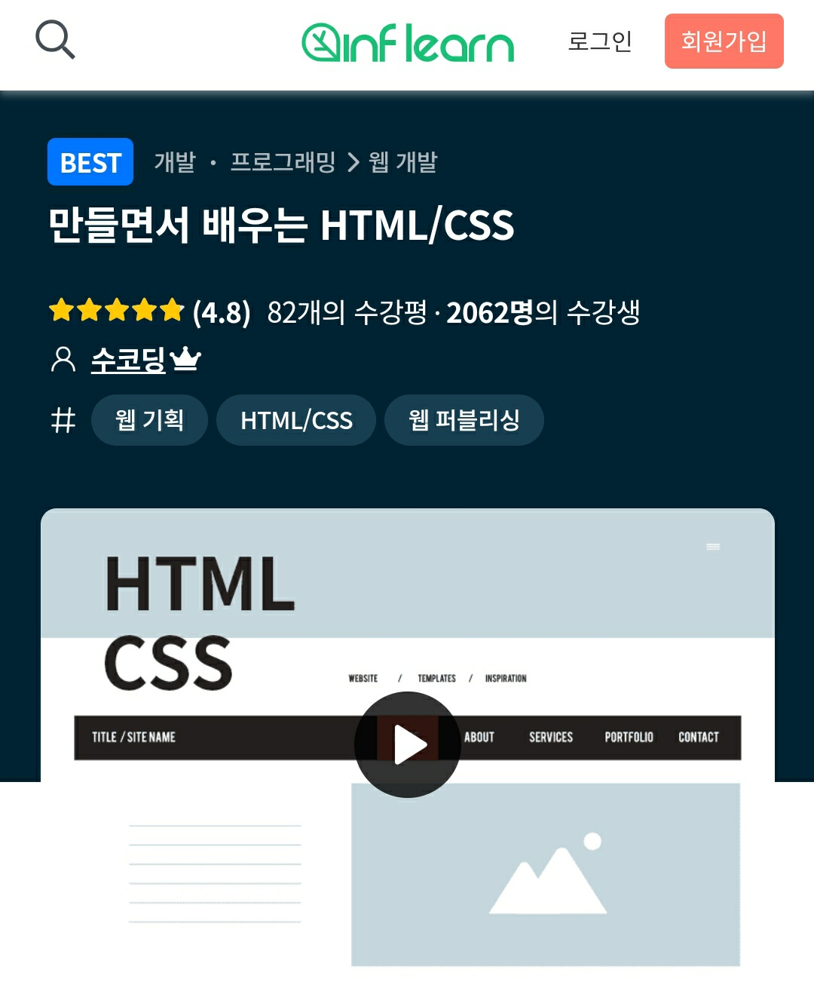 inflearn 로그인 회원가입
BEST 개발 · 프로그래밍 > 웹 개발
만들면서 배우는 HTML/CSS
(4.8) 82개의 수강평 · 2062명의 수강생
수코딩
# 웹 기획 HTML/CSS 웹 퍼블리싱
HTML
CSS
WEBSITE / TEMPLATES / INSPIRATION
TITLE / SITE NAME ABOUT SERVICES PORTFOLIO CONTACT